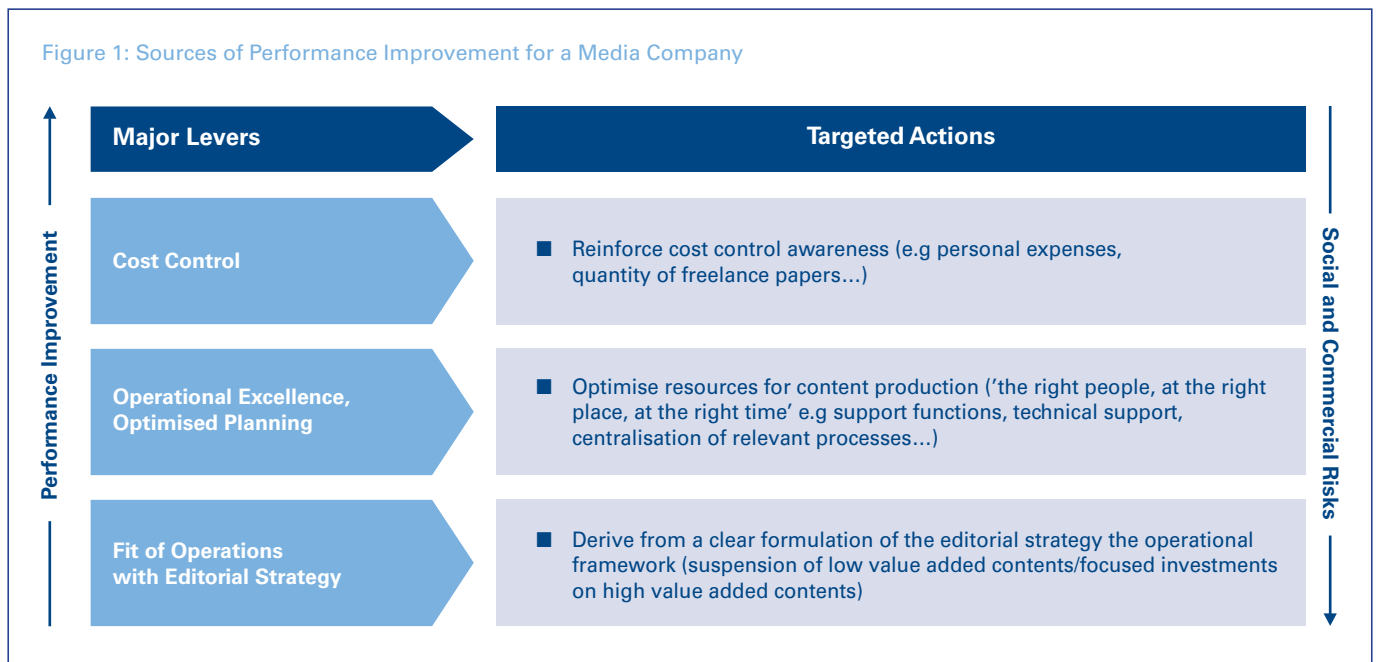 Figure 1: Sources of Performance Improvement for a Media Company
Major Levers
Targeted Actions
Performance Improvement
Cost Control
■ Reinforce cost control awareness (e.g personal expenses,
quantity of freelance papers…)
Operational Excellence,
Optimised Planning
■ Optimise resources for content production (’the right people, at the right
place, at the right time’ e.g support functions, technical support,
centralisation of relevant processes…)
Fit of Operations
with Editorial Strategy
■ Derive from a clear formulation of the editorial strategy the operational
framework (suspension of low value added contents/focused investments
on high value added contents)
Social and Commercial Risks